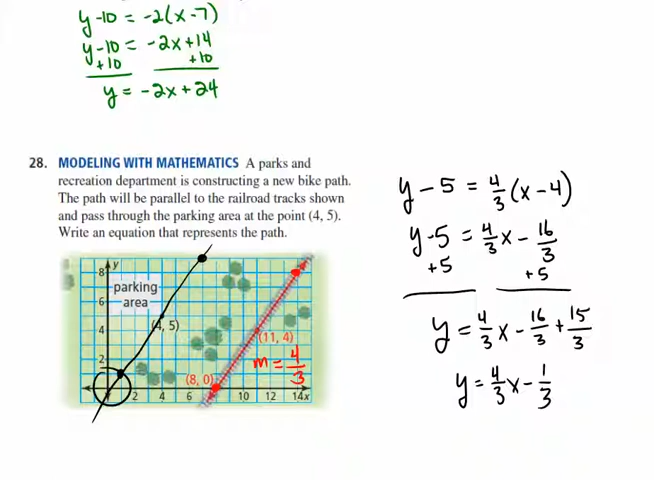 y-10 = -2(x-7)
y-10 = -2x+14
+10 +10
y = -2x+24
28. MODELING WITH MATHEMATICS A parks and
recreation department is constructing a new bike path.
The path will be parallel to the railroad tracks shown
and pass through the parking area at the point (4, 5).
Write an equation that represents the path.
8 y
parking
6
area
(4, 5)
4
(11, 4)
2
m = 4/3
(8, 0)
2 4 6 10 12 14x
y - 5 = 4/3(x - 4)
y-5 = 4/3x - 16/3
+5 +5
y = 4/3x - 16/3 + 15/3
y = 4/3x - 1/3